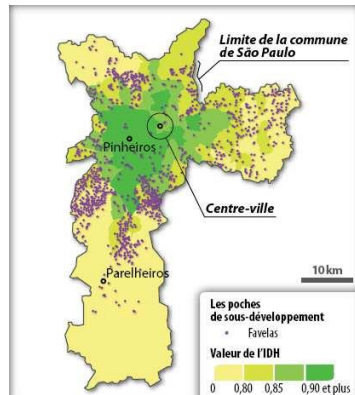 Limite de la commune
de São Paulo
Pinheiros
Centre-ville
Parelheiros
10 km
Les poches
de sous-développement
Favelas
Valeur de l'IDH
0 0,80 0,85 0,90 et plus